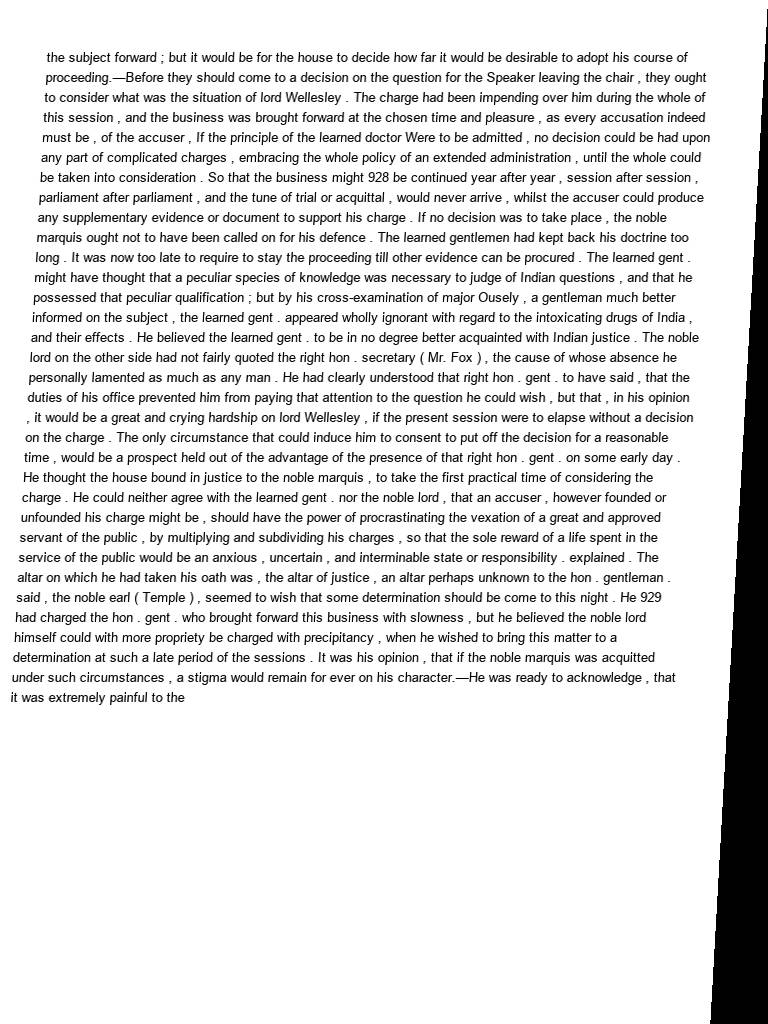 the subject forward ; but it would be for the house to decide how far it would be desirable to adopt his course of
proceeding.—Before they should come to a decision on the question for the Speaker leaving the chair , they ought
to consider what was the situation of lord Wellesley . The charge had been impending over him during the whole of
this session , and the business was brought forward at the chosen time and pleasure , as every accusation indeed
must be , of the accuser , If the principle of the learned doctor Were to be admitted , no decision could be had upon
any part of complicated charges , embracing the whole policy of an extended administration , until the whole could
be taken into consideration . So that the business might 928 be continued year after year , session after session ,
parliament after parliament , and the tune of trial or acquittal , would never arrive , whilst the accuser could produce
any supplementary evidence or document to support his charge . If no decision was to take place , the noble
marquis ought not to have been called on for his defence . The learned gentlemen had kept back his doctrine too
long . It was now too late to require to stay the proceeding till other evidence can be procured . The learned gent .
might have thought that a peculiar species of knowledge was necessary to judge of Indian questions , and that he
possessed that peculiar qualification ; but by his cross-examination of major Ousely , a gentleman much better
informed on the subject , the learned gent . appeared wholly ignorant with regard to the intoxicating drugs of India ,
and their effects . He believed the learned gent . to be in no degree better acquainted with Indian justice . The noble
lord on the other side had not fairly quoted the right hon . secretary ( Mr. Fox ) , the cause of whose absence he
personally lamented as much as any man . He had clearly understood that right hon . gent . to have said , that the
duties of his office prevented him from paying that attention to the question he could wish , but that , in his opinion
, it would be a great and crying hardship on lord Wellesley , if the present session were to elapse without a decision
on the charge . The only circumstance that could induce him to consent to put off the decision for a reasonable
time , would be a prospect held out of the advantage of the presence of that right hon . gent . on some early day .
He thought the house bound in justice to the noble marquis , to take the first practical time of considering the
charge . He could neither agree with the learned gent . nor the noble lord , that an accuser , however founded or
unfounded his charge might be , should have the power of procrastinating the vexation of a great and approved
servant of the public , by multiplying and subdividing his charges , so that the sole reward of a life spent in the
service of the public would be an anxious , uncertain , and interminable state or responsibility . explained . The
altar on which he had taken his oath was , the altar of justice , an altar perhaps unknown to the hon . gentleman .
said , the noble earl ( Temple ) , seemed to wish that some determination should be come to this night . He 929
had charged the hon . gent . who brought forward this business with slowness , but he believed the noble lord
himself could with more propriety be charged with precipitancy , when he wished to bring this matter to a
determination at such a late period of the sessions . It was his opinion , that if the noble marquis was acquitted
under such circumstances , a stigma would remain for ever on his character.—He was ready to acknowledge , that
it was extremely painful to the